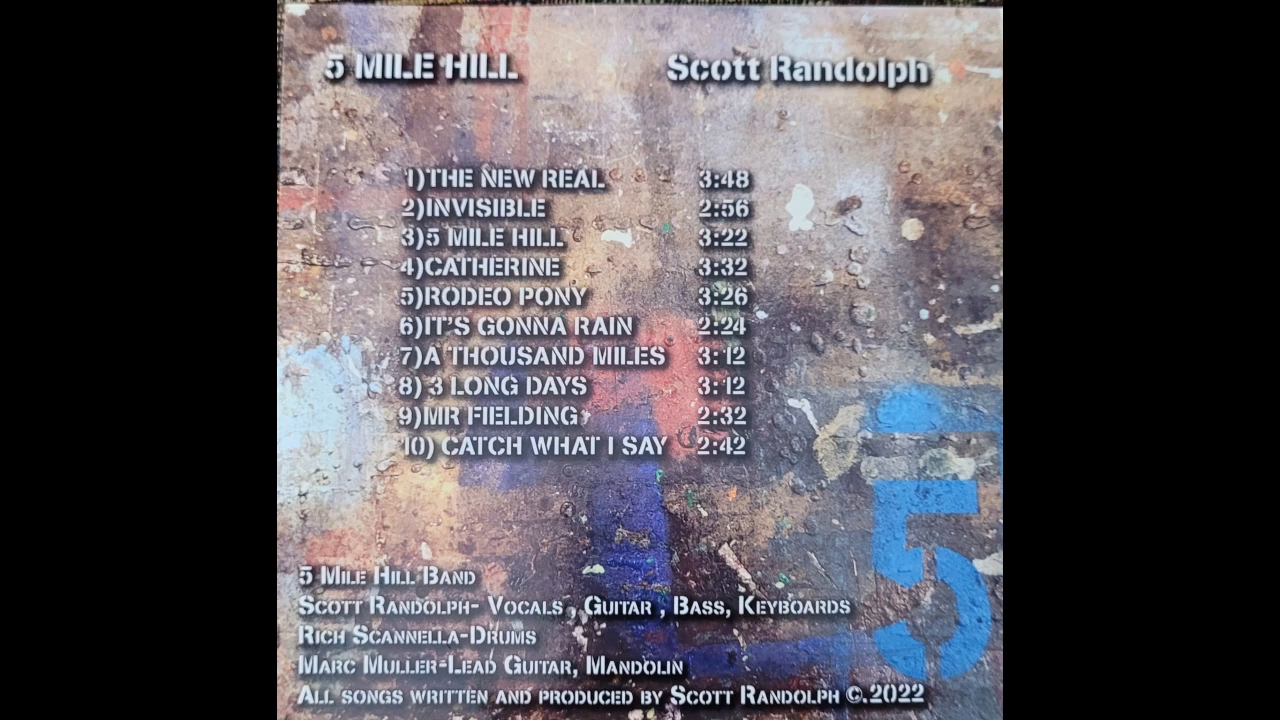 5 MILE HILL Scott Randolph
1)THE NEW REAL 3:48
2)INVISIBLE 2:56
3)5 MILE HILL 3:22
4)CATHERINE 3:32
5)RODEO PONY 3:26
6)IT'S GONNA RAIN 2:24
7)A THOUSAND MILES 3:12
8) 3 LONG DAYS 3:12
9)MR FIELDING 2:32
10) CATCH WHAT I SAY 2:42
5
5 MILE HILL BAND
SCOTT RANDOLPH- VOCALS , GUITAR , BASS, KEYBOARDS
RICH SCANNELLA-DRUMS
MARC MULLER-LEAD GUITAR, MANDOLIN
ALL SONGS WRITTEN AND PRODUCED BY SCOTT RANDOLPH ©.2022